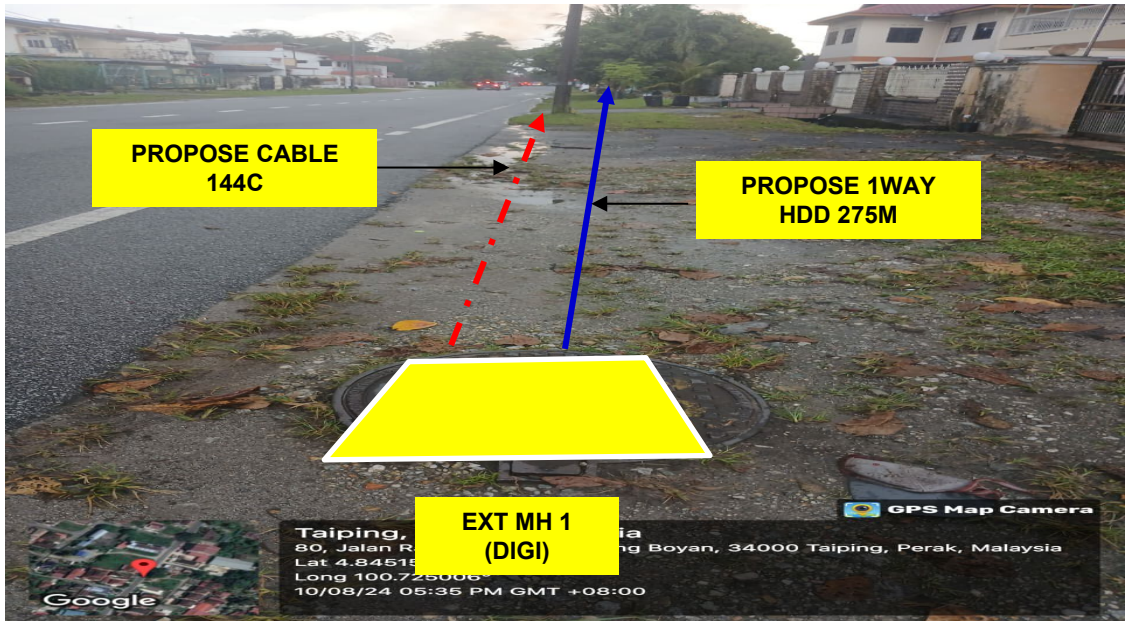 PROPOSE CABLE
144C
PROPOSE 1WAY
HDD 275M
EXT MH 1
(DIGI)
GPS Map Camera
Taiping,
80, Jalan Boyan, 34000 Taiping, Perak, Malaysia
Lat 4.84515
Long 100.725006°
10/08/24 05:35 PM GMT +08:00
Google